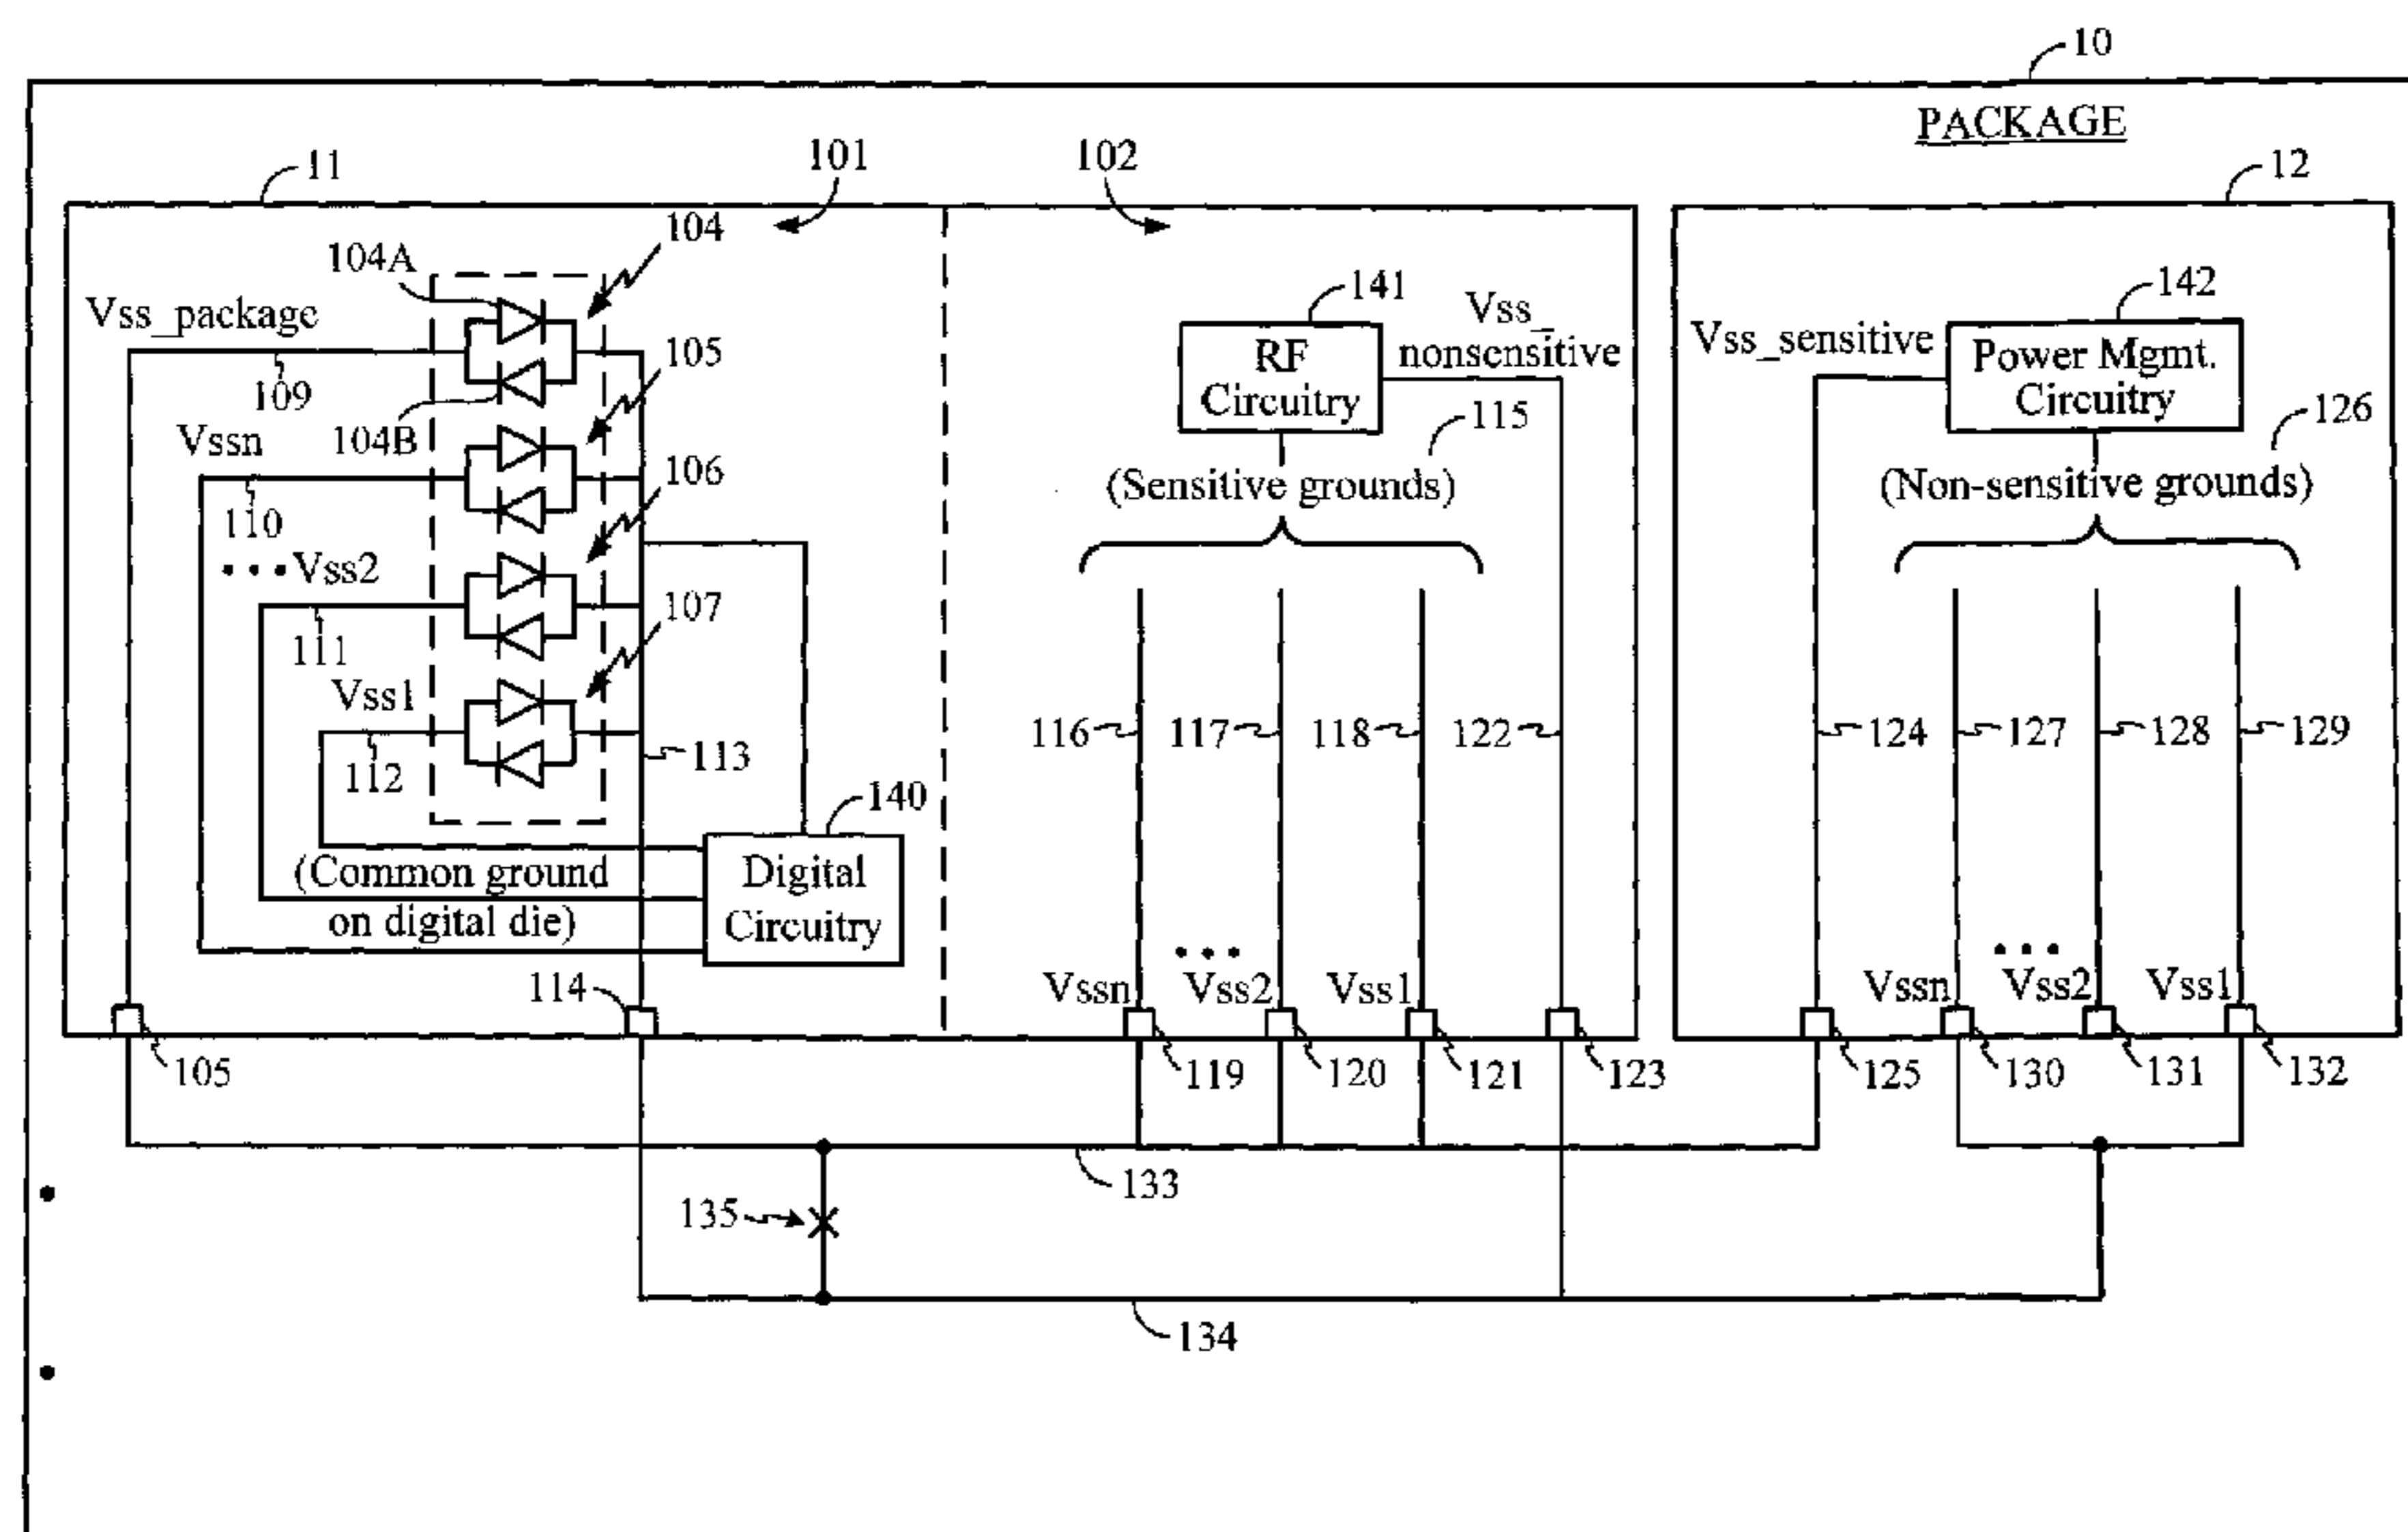 10
PACKAGE
11
101
102
12
104
104A
Vss_package
109
104B
105
Vssn
110
106
Vss2
111
107
Vss1
112
113
140
(Common ground
on digital die)
Digital
Circuitry
114
105
141
RF
Circuitry
Vss_
nonsensitive
(Sensitive grounds)
115
116
117
118
122
Vssn
Vss2
Vss1
119
120
121
123
Vss_sensitive
142
Power Mgmt.
Circuitry
126
(Non-sensitive grounds)
124
127
128
129
Vssn
Vss2
Vss1
125
130
131
132
133
135
134